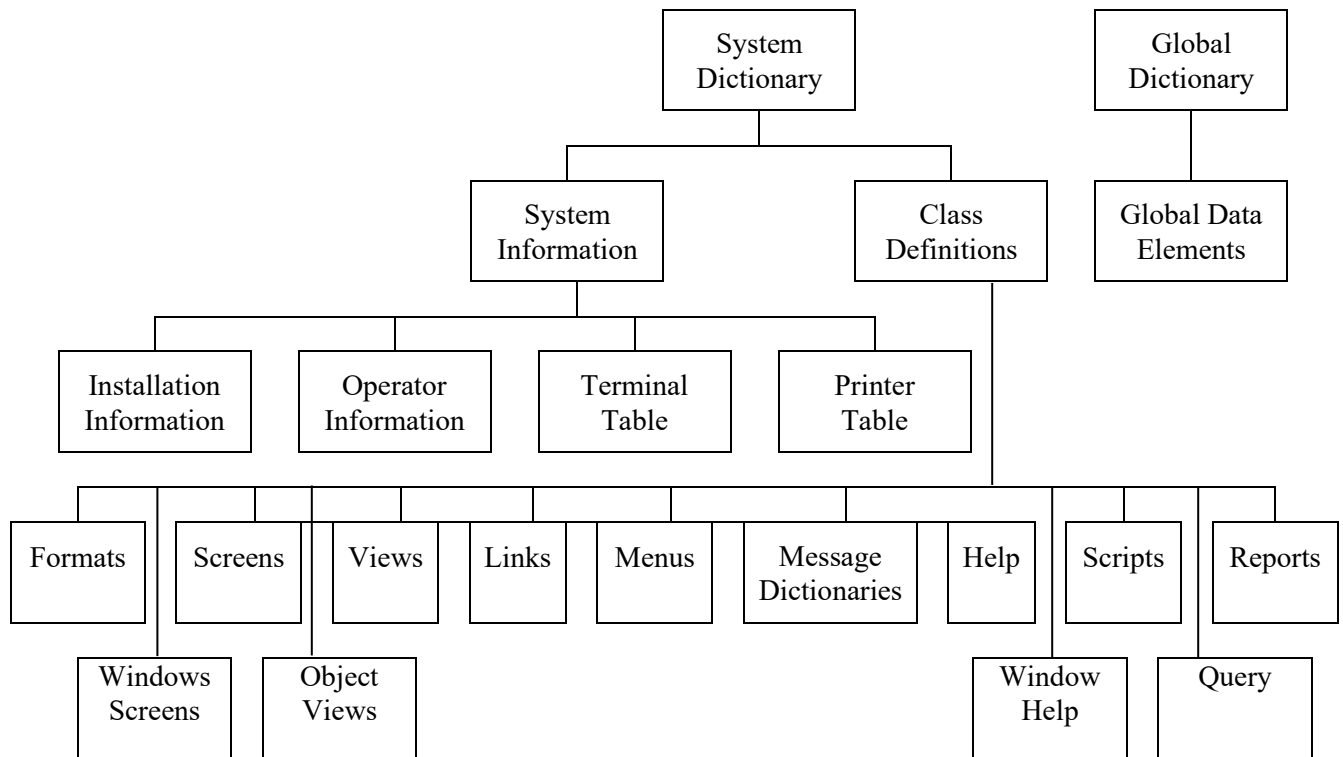 System
Dictionary
Global
Dictionary
System
Information
Class
Definitions
Global Data
Elements
Installation
Information
Operator
Information
Terminal
Table
Printer
Table
Formats
Screens
Views
Links
Menus
Message
Dictionaries
Help
Scripts
Reports
Windows
Screens
Object
Views
Window
Help
Query